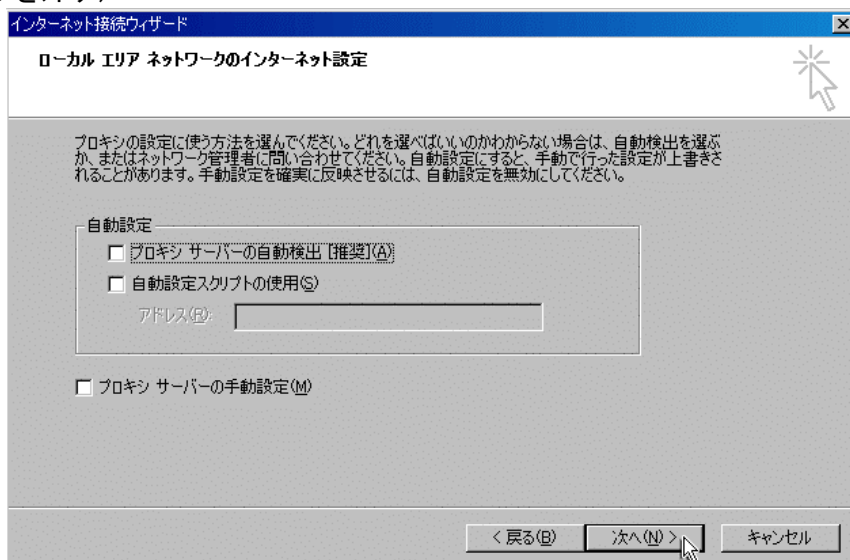 インターネット接続ウィザード
ローカル エリア ネットワークのインターネット設定
プロキシの設定に使う方法を選んでください。どれを選べばいいのかわからない場合は、自動検出を選ぶ
か、またはネットワーク管理者に問い合わせてください。自動設定にすると、手動で行った設定が上書きさ
れることがあります。手動設定を確実に反映させるには、自動設定を無効にしてください。
自動設定
プロキシ サーバーの自動検出 [推奨](A)
自動設定スクリプトの使用(S)
アドレス(R):
プロキシ サーバーの手動設定(M)
< 戻る(B) 次へ(N) > キャンセル